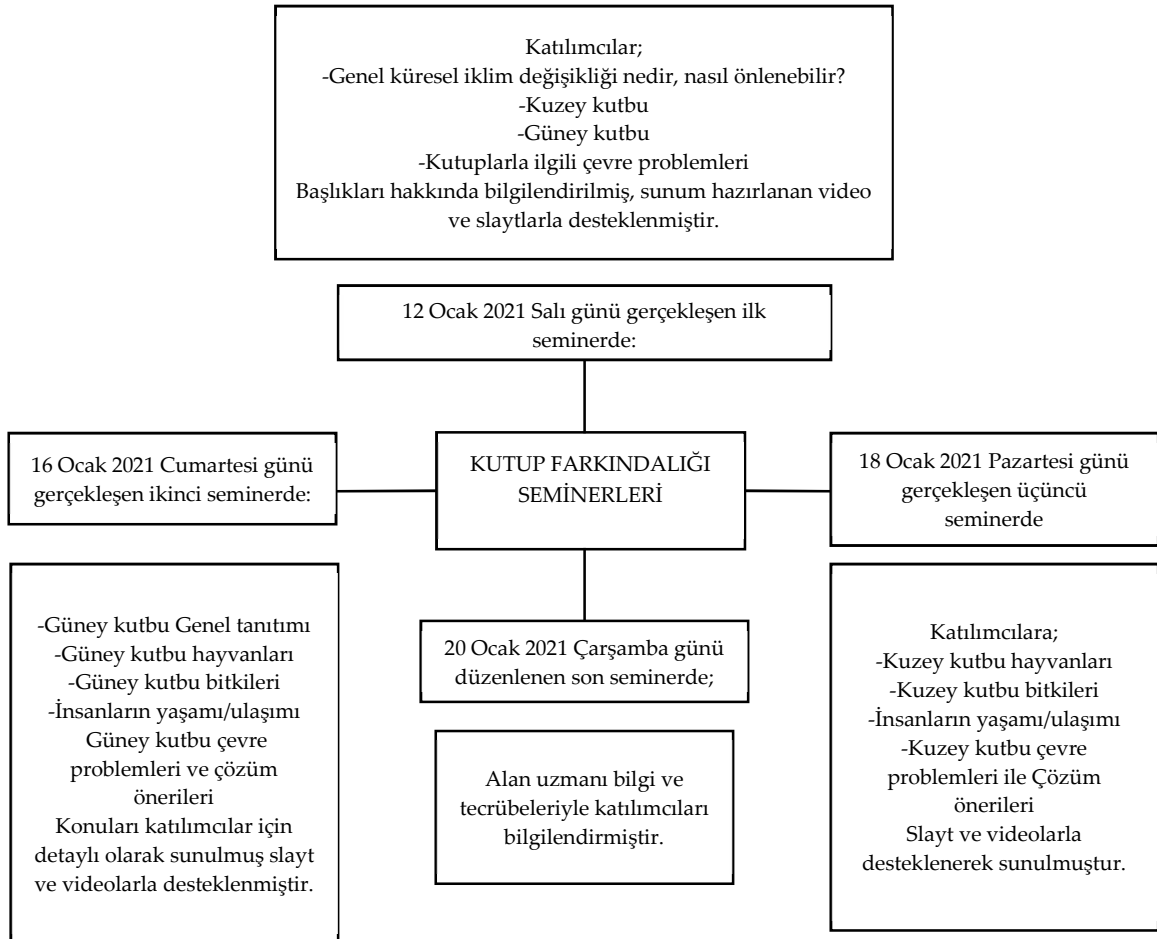 Katılımcılar;
-Genel küresel iklim değişikliği nedir, nasıl önlenebilir?
-Kuzey kutbu
-Güney kutbu
-Kutuplarla ilgili çevre problemleri
Başlıkları hakkında bilgilendirilmiş, sunum hazırlanan video
ve slaytlarla desteklenmiştir.
12 Ocak 2021 Salı günü gerçekleşen ilk
seminerde:
16 Ocak 2021 Cumartesi günü
gerçekleşen ikinci seminerde:
KUTUP FARKINDALIĞI
SEMİNERLERİ
18 Ocak 2021 Pazartesi günü
gerçekleşen üçüncü
seminerde
-Güney kutbu Genel tanıtımı
-Güney kutbu hayvanları
-Güney kutbu bitkileri
-İnsanların yaşamı/ulaşımı
Güney kutbu çevre
problemleri ve çözüm
önerileri
Konuları katılımcılar için
detaylı olarak sunulmuş slayt
ve videolarla desteklenmiştir.
20 Ocak 2021 Çarşamba günü
düzenlenen son seminerde;
Alan uzmanı bilgi ve
tecrübeleriyle katılımcıları
bilgilendirmiştir.
Katılımcılara;
-Kuzey kutbu hayvanları
-Kuzey kutbu bitkileri
-İnsanların yaşamı/ulaşımı
-Kuzey kutbu çevre
problemleri ile Çözüm
önerileri
Slayt ve videolarla
desteklenerek sunulmuştur.